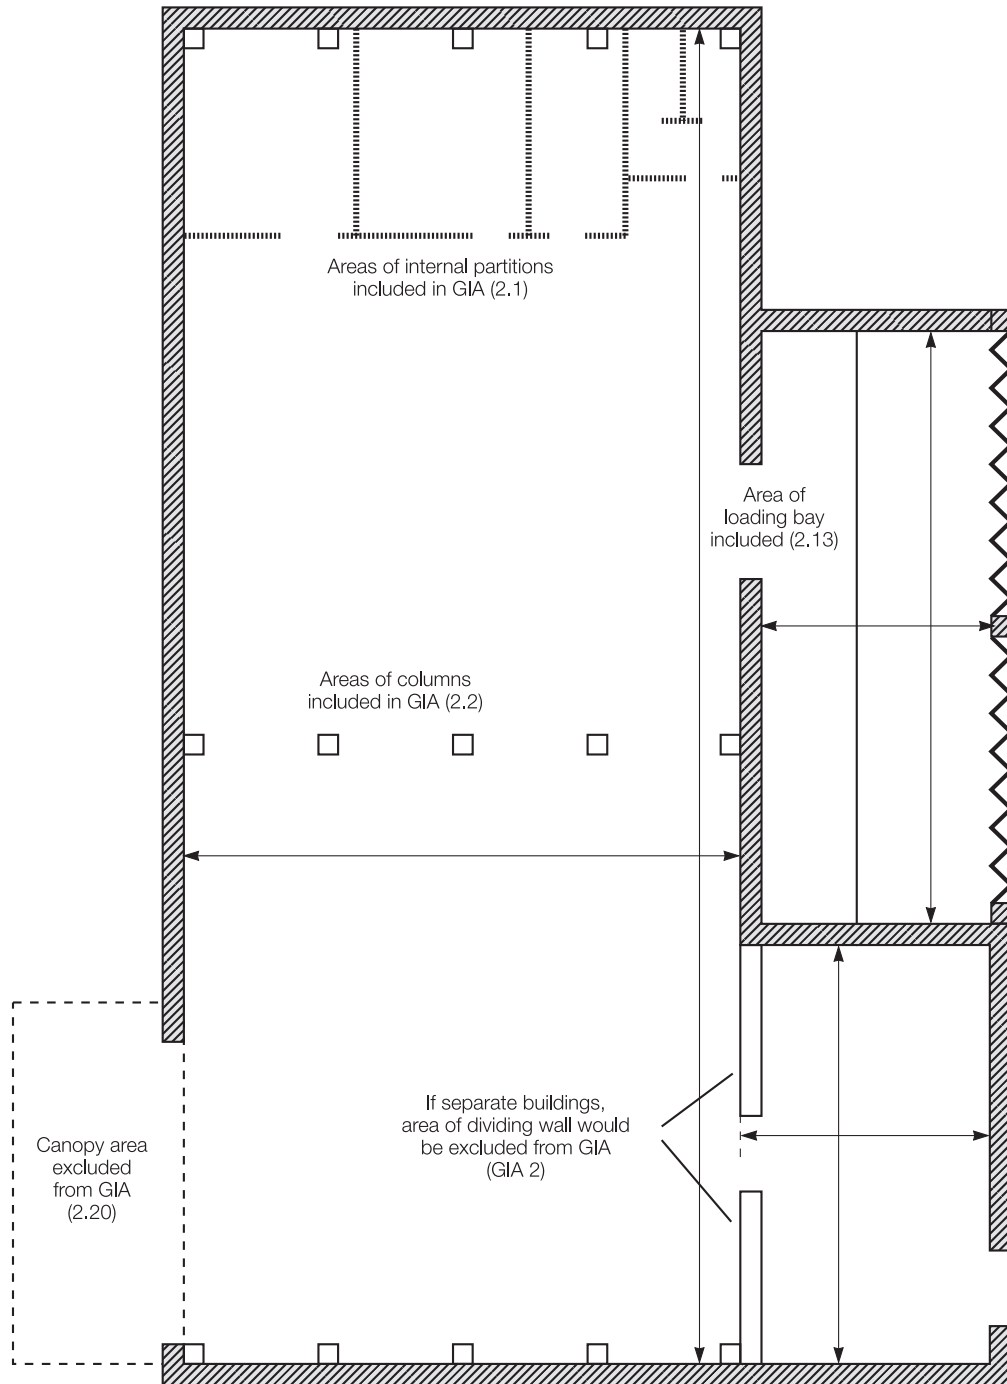 Areas of internal partitions
included in GIA (2.1)
Area of
loading bay
included (2.13)
Areas of columns
included in GIA (2.2)
If separate buildings,
area of dividing wall would
be excluded from GIA
(GIA 2)
Canopy area
excluded
from GIA
(2.20)